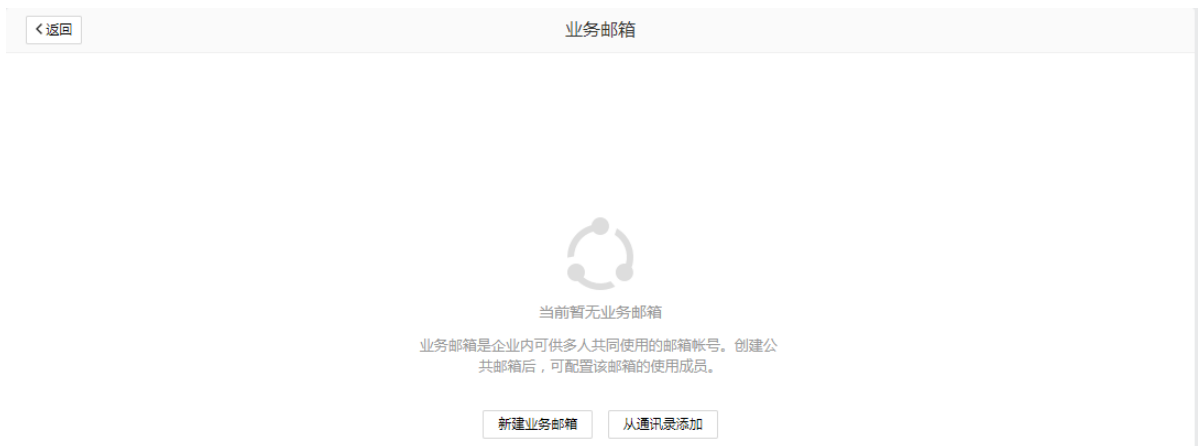 返回
业务邮箱
当前暂无业务邮箱
业务邮箱是企业内可供多人共同使用的邮箱帐号。创建公
共邮箱后，可配置该邮箱的使用成员。
新建业务邮箱
从通讯录添加